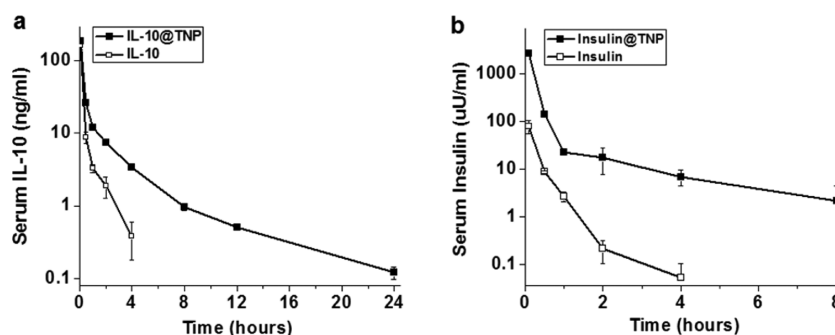 a
IL-10@TNP
IL-10
Serum IL-10 (ng/ml)
100
10
1
0.1
0 4 8 12 16 20 24
Time (hours)
b
Insulin@TNP
Insulin
Serum Insulin (uU/ml)
1000
100
10
1
0.1
0 2 4 6 8
Time (hours)